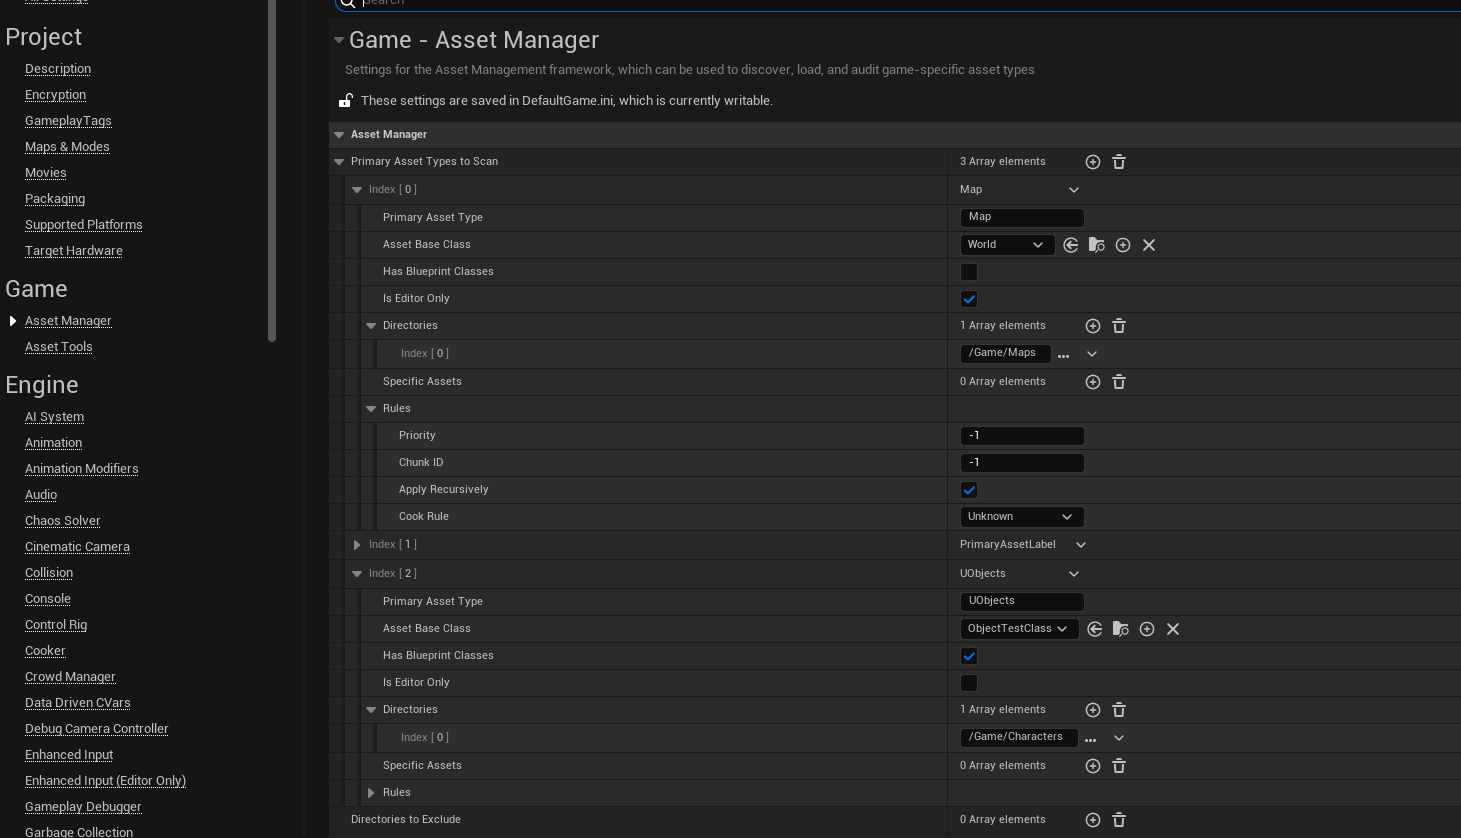 Project
Description
Encryption
GameplayTags
Maps & Modes
Movies
Packaging
Supported Platforms
Target Hardware
Game
Asset Manager
Asset Tools
Engine
AI System
Animation
Animation Modifiers
Audio
Chaos Solver
Cinematic Camera
Collision
Console
Control Rig
Cooker
Crowd Manager
Data Driven CVars
Debug Camera Controller
Enhanced Input
Enhanced Input (Editor Only)
Gameplay Debugger
Garbage Collection
Search
Game - Asset Manager
Settings for the Asset Management framework, which can be used to discover, load, and audit game-specific asset types
These settings are saved in DefaultGame.ini, which is currently writable.
Asset Manager
Primary Asset Types to Scan 3 Array elements
Index [ 0 ] Map
Primary Asset Type Map
Asset Base Class World
Has Blueprint Classes
Is Editor Only
Directories 1 Array elements
Index [ 0 ] /Game/Maps ...
Specific Assets 0 Array elements
Rules
Priority -1
Chunk ID -1
Apply Recursively
Cook Rule Unknown
Index [ 1 ] PrimaryAssetLabel
Index [ 2 ] UObjects
Primary Asset Type UObjects
Asset Base Class ObjectTestClass
Has Blueprint Classes
Is Editor Only
Directories 1 Array elements
Index [ 0 ] /Game/Characters ...
Specific Assets 0 Array elements
Rules
Directories to Exclude 0 Array elements